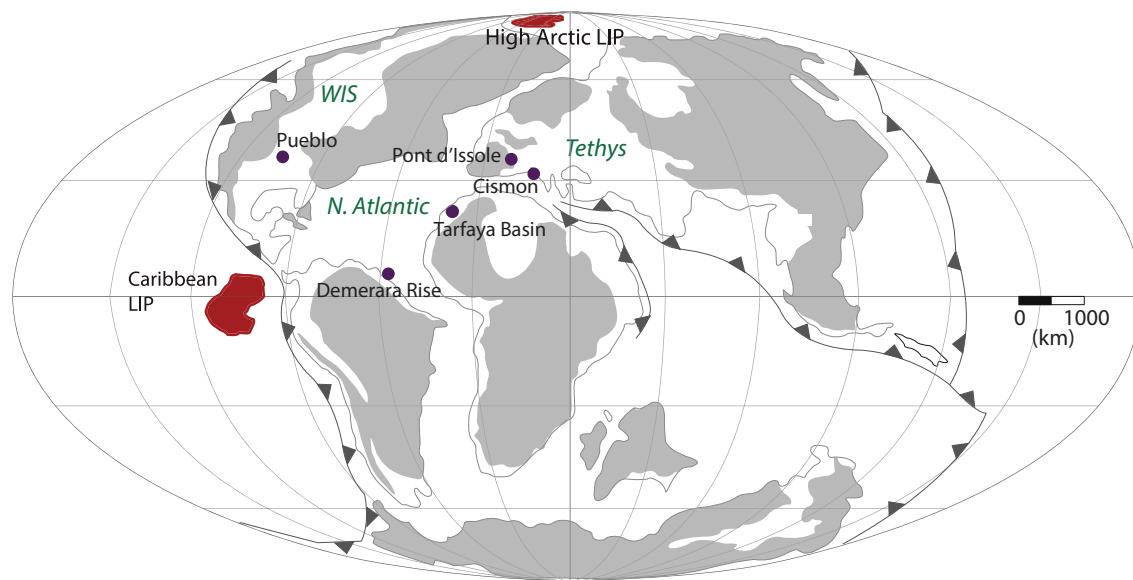 High Arctic LIP
WIS
Pueblo
Pont d'Issole
Tethys
Cismon
N. Atlantic
Tarfaya Basin
Caribbean
LIP
Demerara Rise
0 1000
(km)